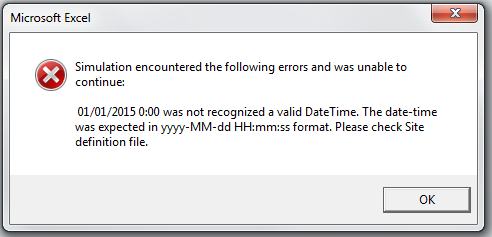 Microsoft Excel
Simulation encountered the following errors and was unable to
continue:
01/01/2015 0:00 was not recognized a valid DateTime. The date-time
was expected in yyyy-MM-dd HH:mm:ss format. Please check Site
definition file.
OK